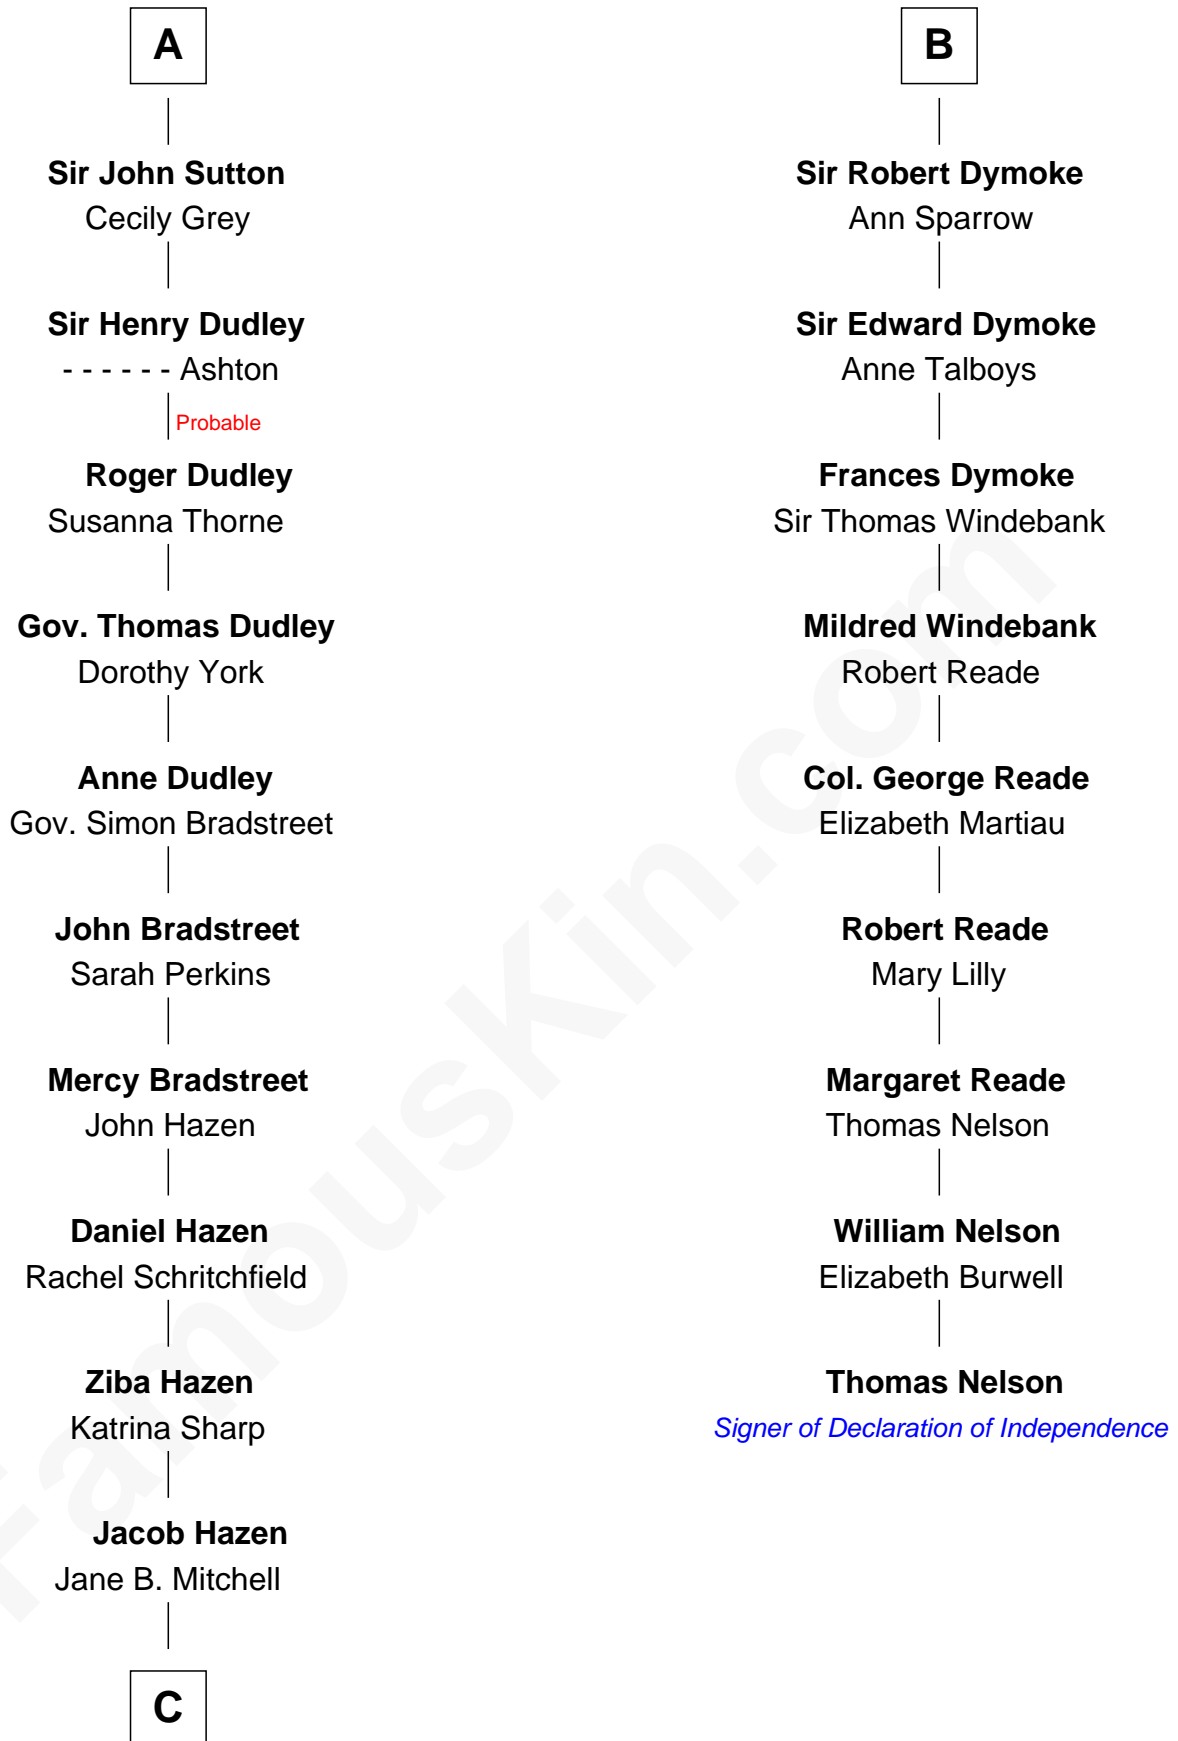 A
Sir John Sutton
Cecily Grey
Sir Henry Dudley
- - - - - - Ashton
Probable
Roger Dudley
Susanna Thorne
Gov. Thomas Dudley
Dorothy York
Anne Dudley
Gov. Simon Bradstreet
John Bradstreet
Sarah Perkins
Mercy Bradstreet
John Hazen
Daniel Hazen
Rachel Schritchfield
Ziba Hazen
Katrina Sharp
Jacob Hazen
Jane B. Mitchell
C
B
Sir Robert Dymoke
Ann Sparrow
Sir Edward Dymoke
Anne Talboys
Frances Dymoke
Sir Thomas Windebank
Mildred Windebank
Robert Reade
Col. George Reade
Elizabeth Martiau
Robert Reade
Mary Lilly
Margaret Reade
Thomas Nelson
William Nelson
Elizabeth Burwell
Thomas Nelson
Signer of Declaration of Independence
FamousKin.com